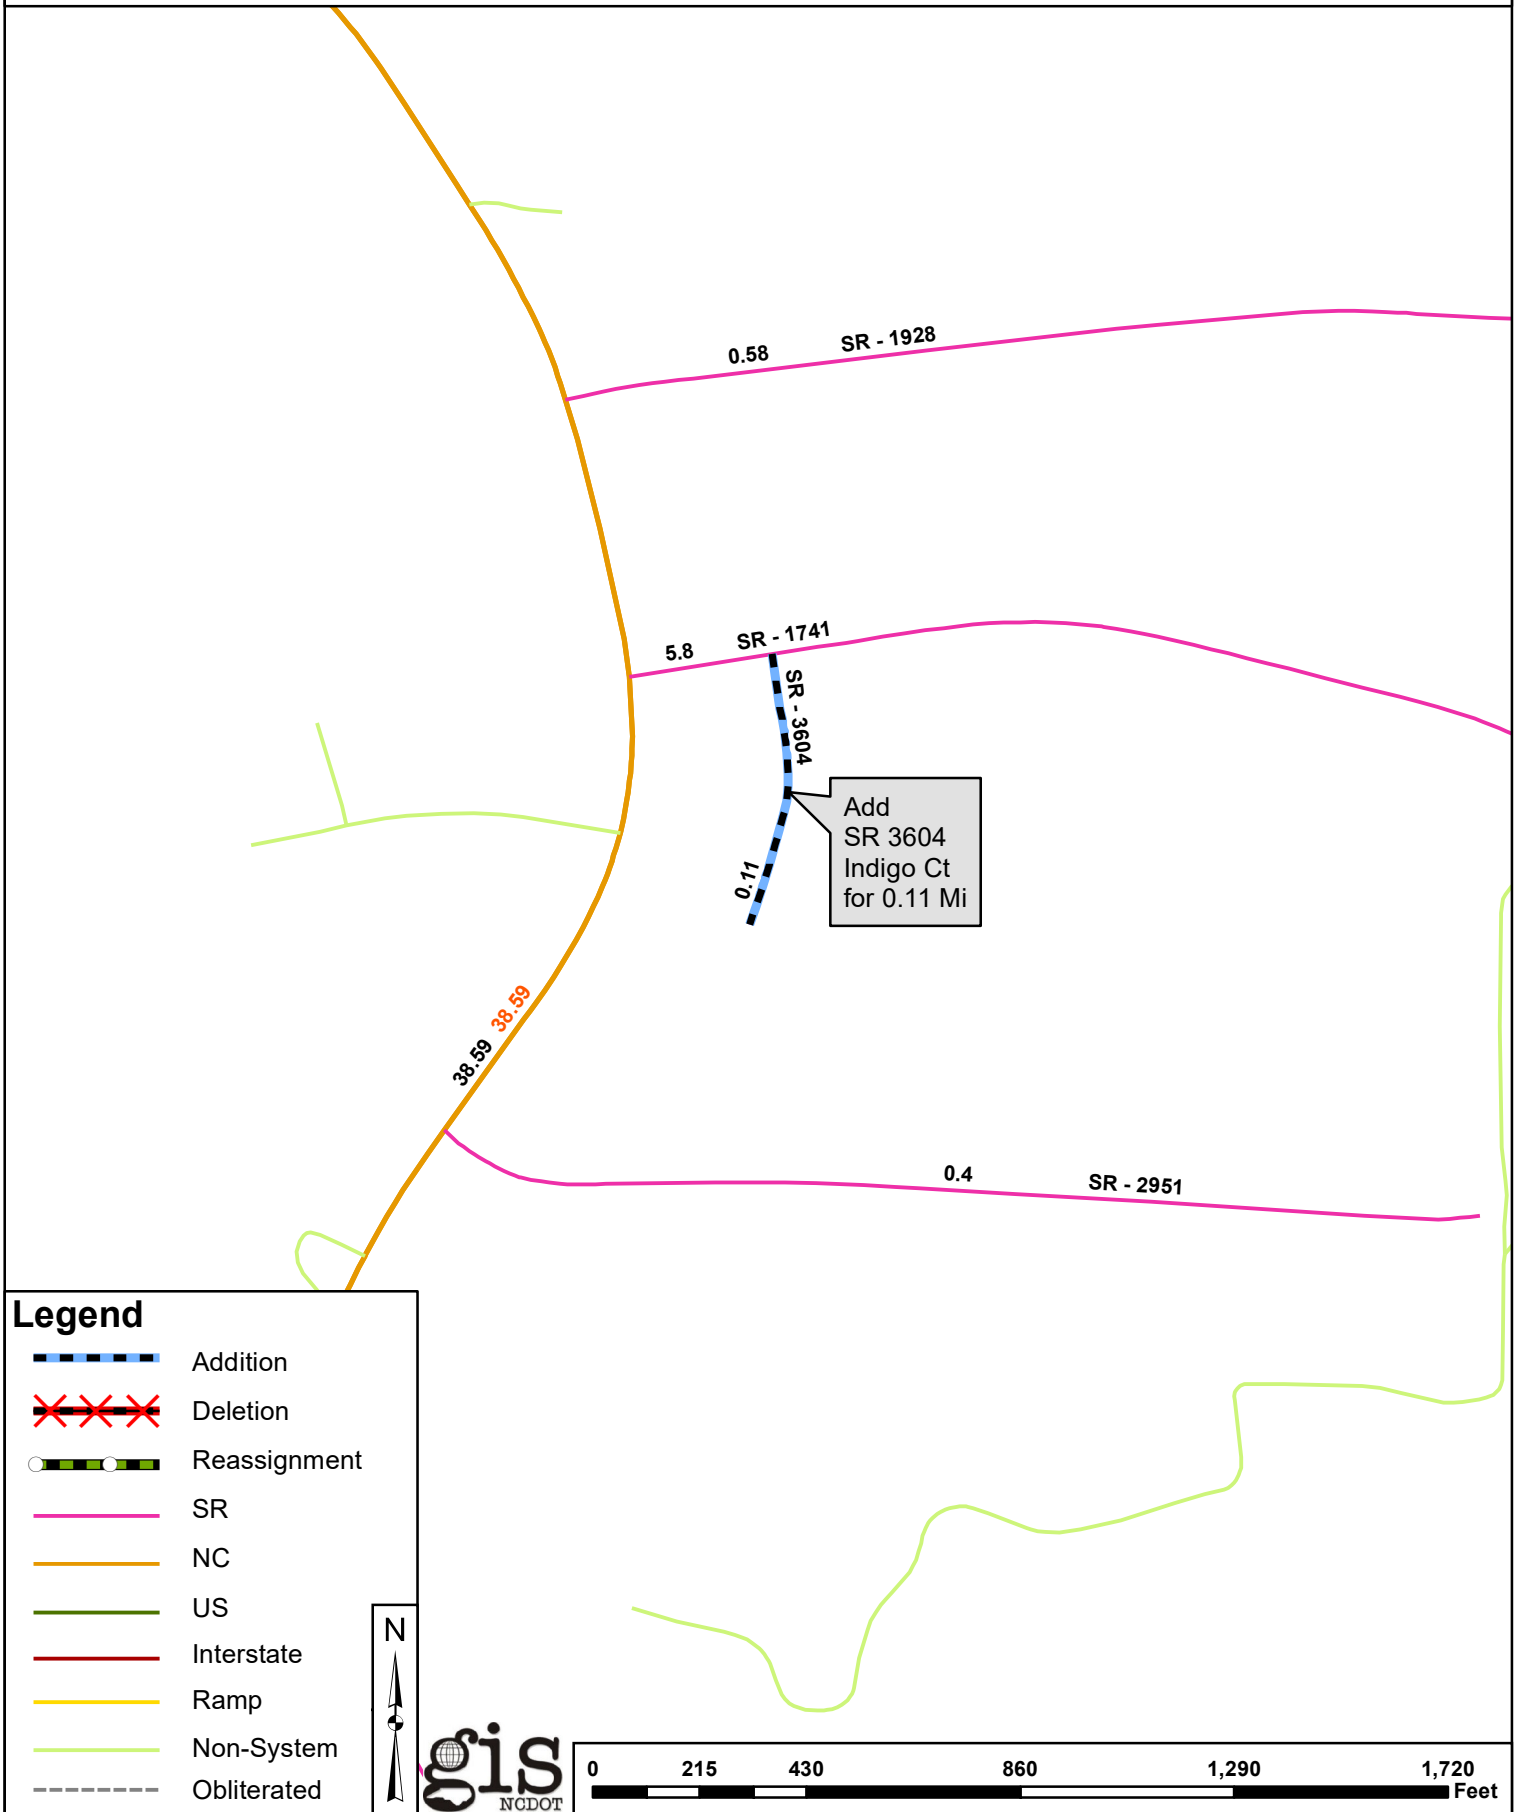 0.58
SR - 1928
5.8
SR - 1741
SR - 3604
Add
SR 3604
Indigo Ct
for 0.11 Mi
0.11
38.59
38.59
0.4
SR - 2951
Legend
Addition
Deletion
Reassignment
SR
NC
US
Interstate
Ramp
Non-System
Obliterated
N
gis
NCDOT
0 215 430 860 1,290 1,720
Feet